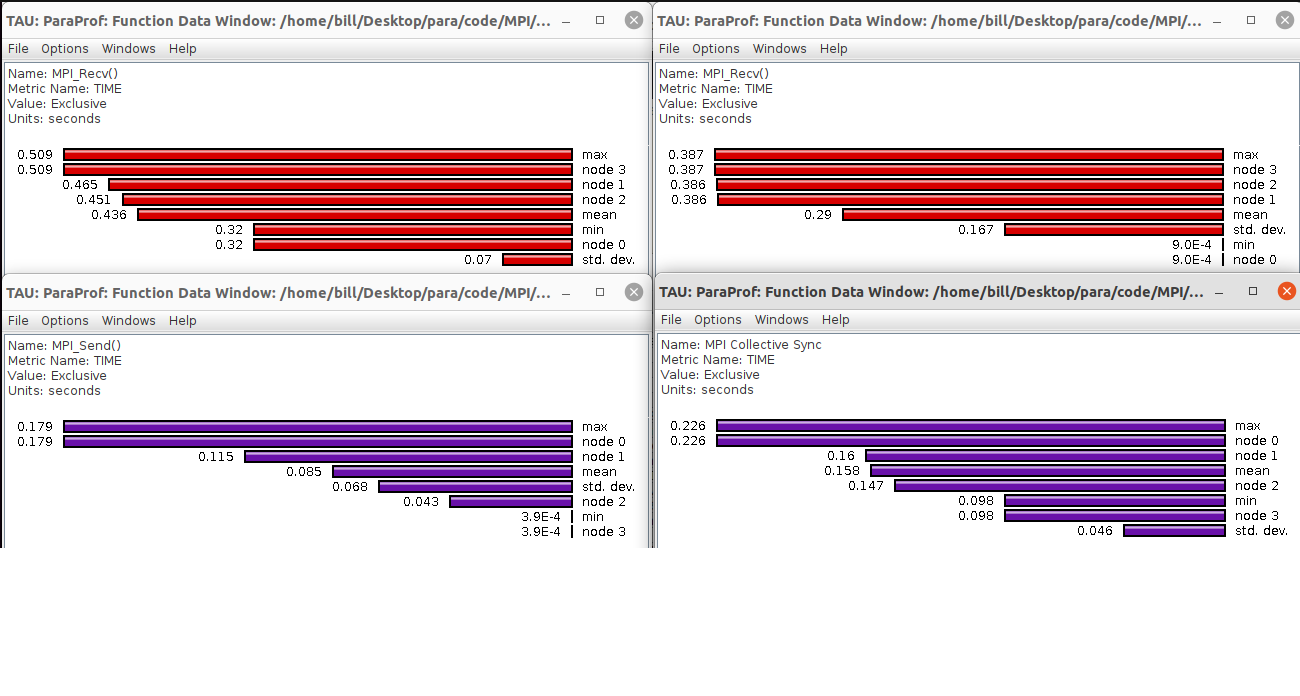 TAU: ParaProf: Function Data Window: /home/bill/Desktop/para/code/MPI/...
File Options Windows Help
Name: MPI_Recv()
Metric Name: TIME
Value: Exclusive
Units: seconds
0.509 max
0.509 node 3
0.465 node 1
0.451 node 2
0.436 mean
0.32 min
0.32 node 0
0.07 std. dev.
TAU: ParaProf: Function Data Window: /home/bill/Desktop/para/code/MPI/...
File Options Windows Help
Name: MPI_Recv()
Metric Name: TIME
Value: Exclusive
Units: seconds
0.387 max
0.387 node 3
0.386 node 2
0.386 node 1
0.29 mean
0.167 std. dev.
9.0E-4 min
9.0E-4 node 0
TAU: ParaProf: Function Data Window: /home/bill/Desktop/para/code/MPI/...
File Options Windows Help
Name: MPI_Send()
Metric Name: TIME
Value: Exclusive
Units: seconds
0.179 max
0.179 node 0
0.115 node 1
0.085 mean
0.068 std. dev.
0.043 node 2
3.9E-4 min
3.9E-4 node 3
TAU: ParaProf: Function Data Window: /home/bill/Desktop/para/code/MPI/...
File Options Windows Help
Name: MPI Collective Sync
Metric Name: TIME
Value: Exclusive
Units: seconds
0.226 max
0.226 node 0
0.16 node 1
0.158 mean
0.147 node 2
0.098 min
0.098 node 3
0.046 std. dev.